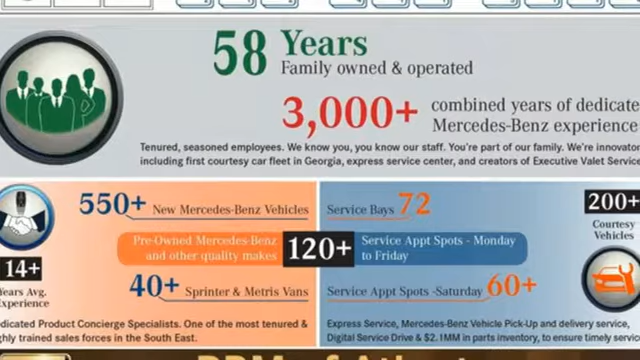 58 Years
Family owned & operated
3,000+ combined years of dedicate
Mercedes-Benz experience
Tenured, seasoned employees. We know you, you know our staff. You're part of our family. We're innovator
including first courtesy car fleet in Georgia, express service center, and creators of Executive Valet Service
550+ New Mercedes-Benz Vehicles
Pre-Owned Mercedes-Benz
and other quality makes
120+
40+ Sprinter & Metris Vans
14+
Years Avg.
Experience
edicated Product Concierge Specialists. One of the most tenured &
ghly trained sales forces in the South East.
Service Bays 72
Service Appt Spots - Monday
to Friday
Service Appt Spots -Saturday 60+
200+
Courtesy
Vehicles
Express Service, Mercedes-Benz Vehicle Pick-Up and delivery service,
Digital Service Drive & $2.1MM in parts inventory, to ensure timely servic